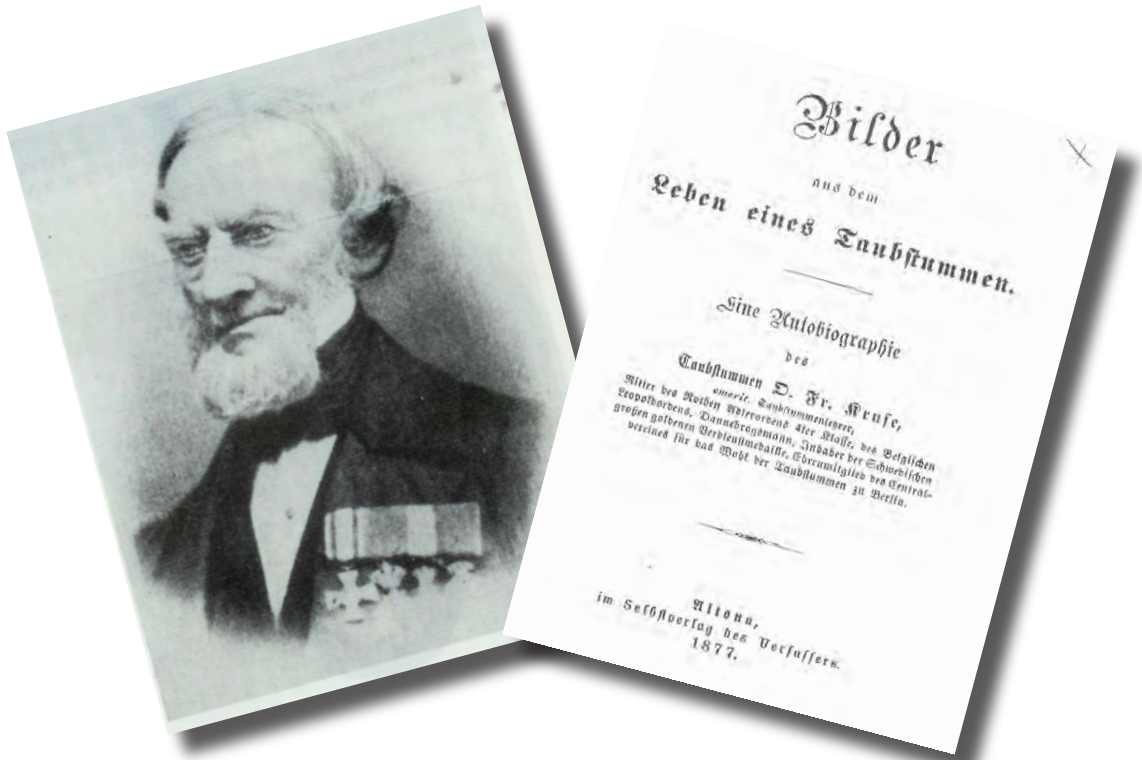 Bilder
aus dem
Leben eines Taubstummen.
Eine Autobiographie
des
Taubstummen O. Fr. Kruse,
emerit. Taubstummenlehrer,
Ritter des Rothen Adlerordens 4ter Klasse, des Belgischen
Leopoldordens, Dannebrogsmann, Inhaber der Schwedischen
großen goldenen Verdienstmedaille, Ehrenmitglied des Central-
vereines für das Wohl der Taubstummen zu Berlin.
Altona,
im Selbstverlag des Verfassers.
1877.